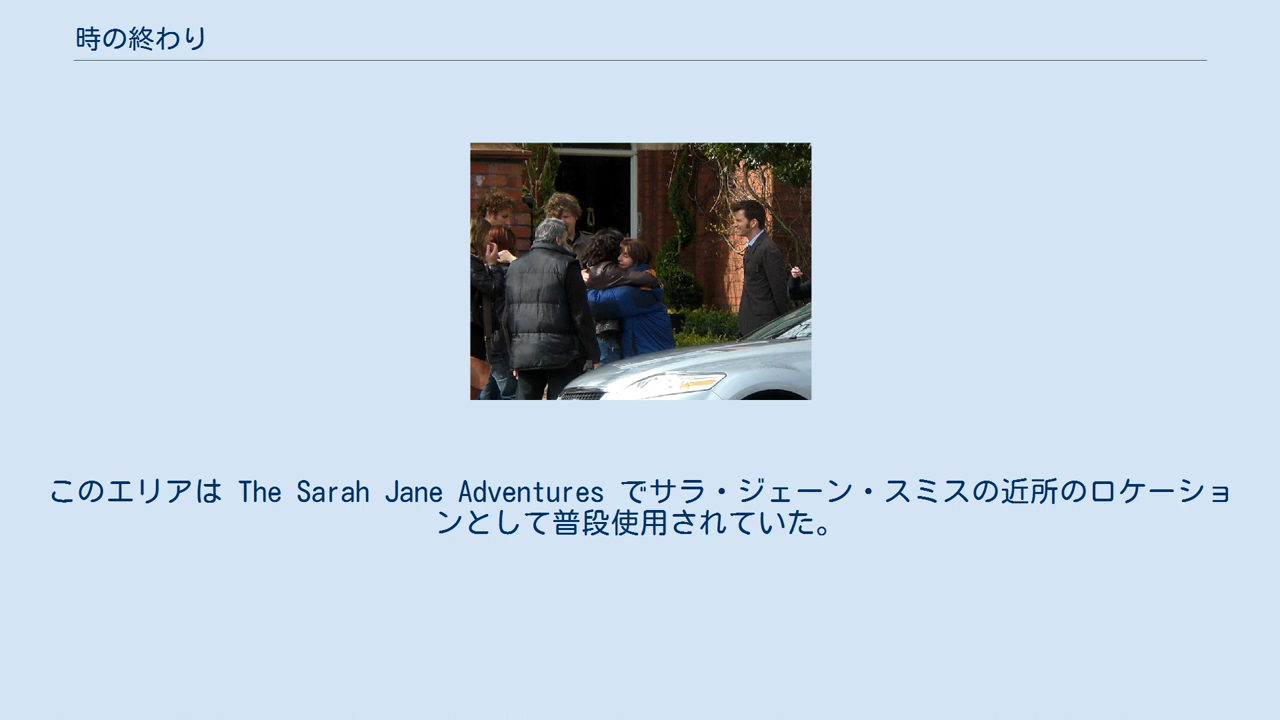 時の終わり
このエリアは The Sarah Jane Adventures でサラ・ジェーン・スミスの近所のロケーショ
ンとして普段使用されていた。